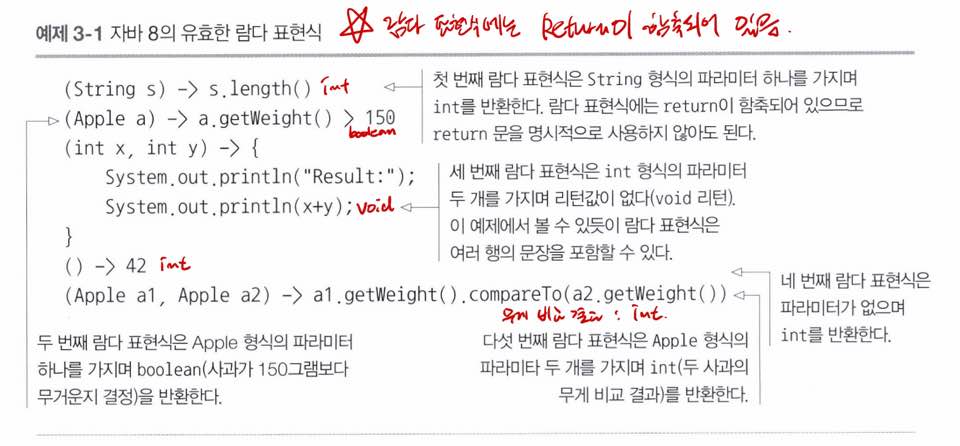 예제 3-1 자바 8의 유효한 람다 표현식 ☆ 람다 표현식에는 Return이 함축되어 있음.
(String s) -> s.length() int
첫 번째 람다 표현식은 String 형식의 파라미터 하나를 가지며
int를 반환한다. 람다 표현식에는 return이 함축되어 있으므로
return 문을 명시적으로 사용하지 않아도 된다.
(Apple a) -> a.getWeight() > 150
boolean
(int x, int y) -> {
System.out.println("Result:");
System.out.println(x+y); void
}
세 번째 람다 표현식은 int 형식의 파라미터
두 개를 가지며 리턴값이 없다(void 리턴).
이 예제에서 볼 수 있듯이 람다 표현식은
여러 행의 문장을 포함할 수 있다.
() -> 42 int
(Apple a1, Apple a2) -> a1.getWeight().compareTo(a2.getWeight())
무게 비교 결과 : int.
네 번째 람다 표현식은
파라미터가 없으며
int를 반환한다.
두 번째 람다 표현식은 Apple 형식의 파라미터
하나를 가지며 boolean(사과가 150그램보다
무거운지 결정)을 반환한다.
다섯 번째 람다 표현식은 Apple 형식의
파라미타 두 개를 가지며 int(두 사과의
무게 비교 결과)를 반환한다.